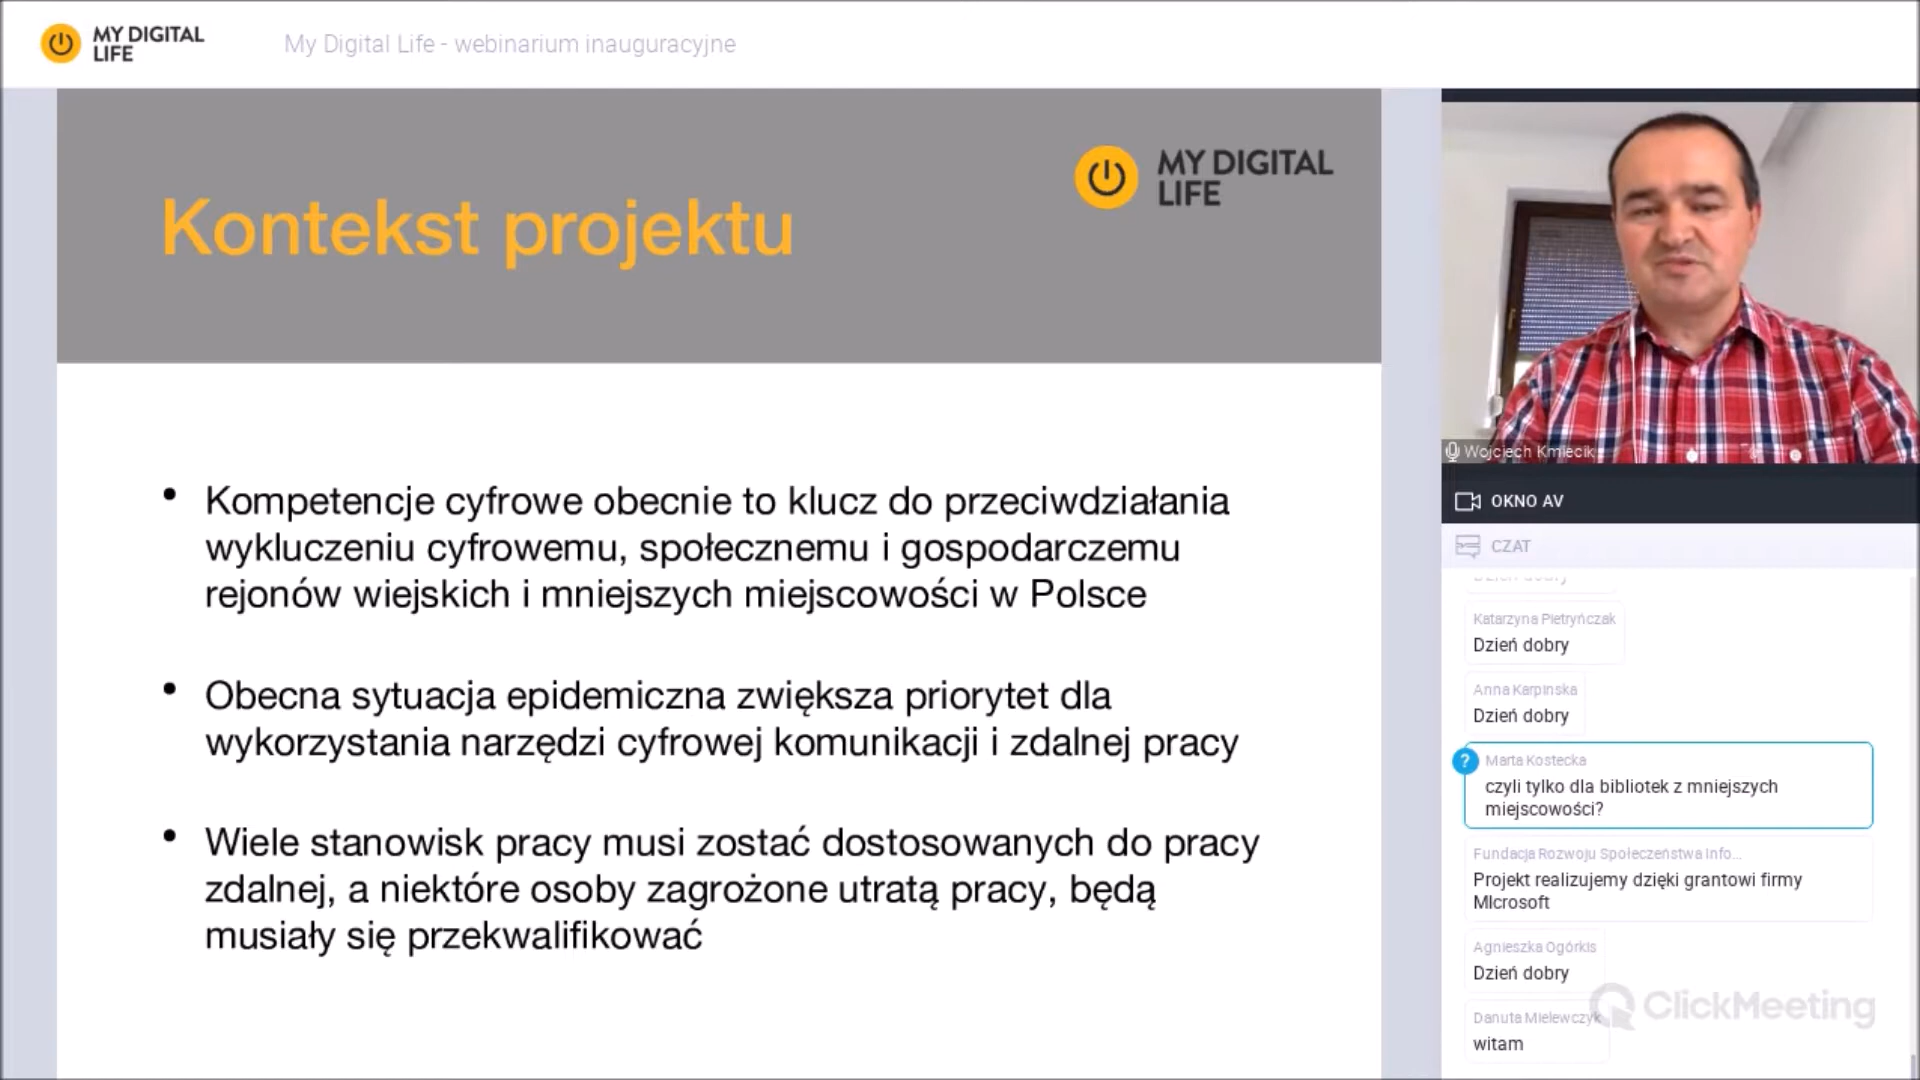 MY DIGITAL
LIFE
My Digital Life - webinarium inauguracyjne
MY DIGITAL
LIFE
Kontekst projektu
• Kompetencje cyfrowe obecnie to klucz do przeciwdziałania
wykluczeniu cyfrowemu, społecznemu i gospodarczemu
rejonów wiejskich i mniejszych miejscowości w Polsce
• Obecna sytuacja epidemiczna zwiększa priorytet dla
wykorzystania narzędzi cyfrowej komunikacji i zdalnej pracy
• Wiele stanowisk pracy musi zostać dostosowanych do pracy
zdalnej, a niektóre osoby zagrożone utratą pracy, będą
musiały się przekwalifikować
Wojciech Kmiecik
OKNO AV
CZAT
Dzień dobry
Katarzyna Pietryńczak
Dzień dobry
Anna Karpinska
Dzień dobry
?
Marta Kostecka
czyli tylko dla bibliotek z mniejszych
miejscowości?
Fundacja Rozwoju Społeczeństwa Info...
Projekt realizujemy dzięki grantowi firmy
MIcrosoft
Agnieszka Ogórkis
Dzień dobry
Danuta Mielewczyk
witam
ClickMeeting